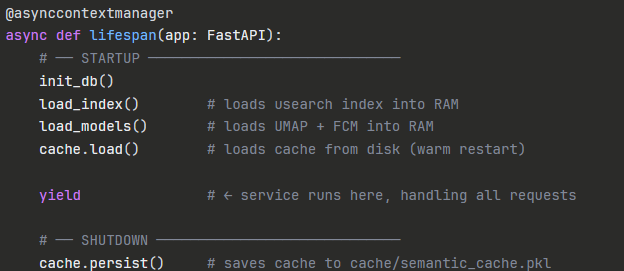 @asynccontextmanager
async def lifespan(app: FastAPI):
    # ── STARTUP ──────────────────────────────
    init_db()
    load_index()        # loads usearch index into RAM
    load_models()       # loads UMAP + FCM into RAM
    cache.load()        # loads cache from disk (warm restart)
    yield               # ← service runs here, handling all requests
    # ── SHUTDOWN ─────────────────────────────
    cache.persist()     # saves cache to cache/semantic_cache.pkl